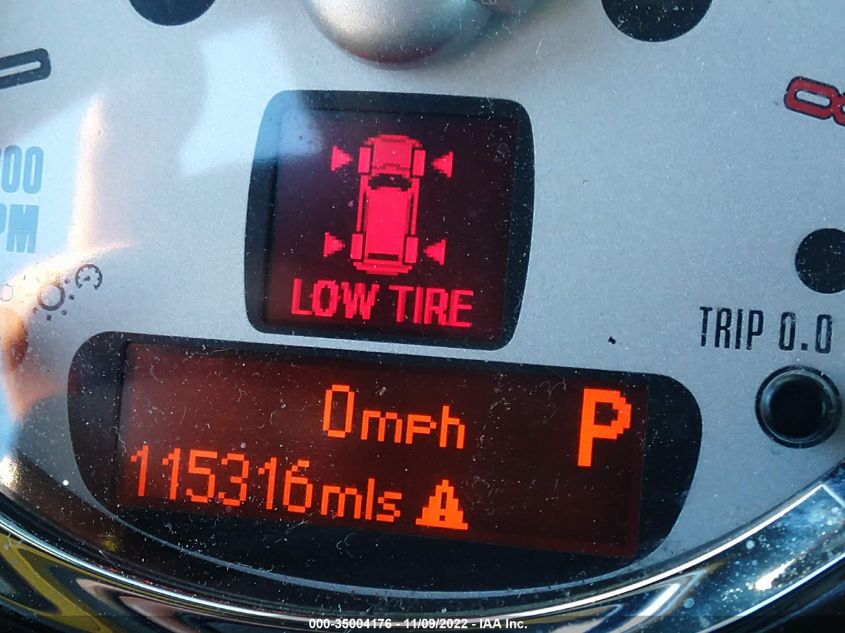 LOW TIRE
TRIP 0.0
0mph P
115316mls
000-35004176 - 11/09/2022 - IAA Inc.